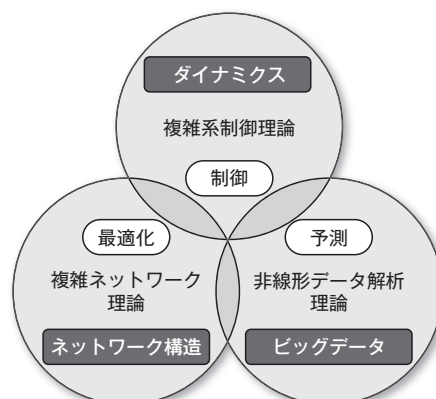 ダイナミクス
複雑系制御理論
制御
最適化
予測
複雑ネットワーク
理論
非線形データ解析
理論
ネットワーク構造
ビッグデータ